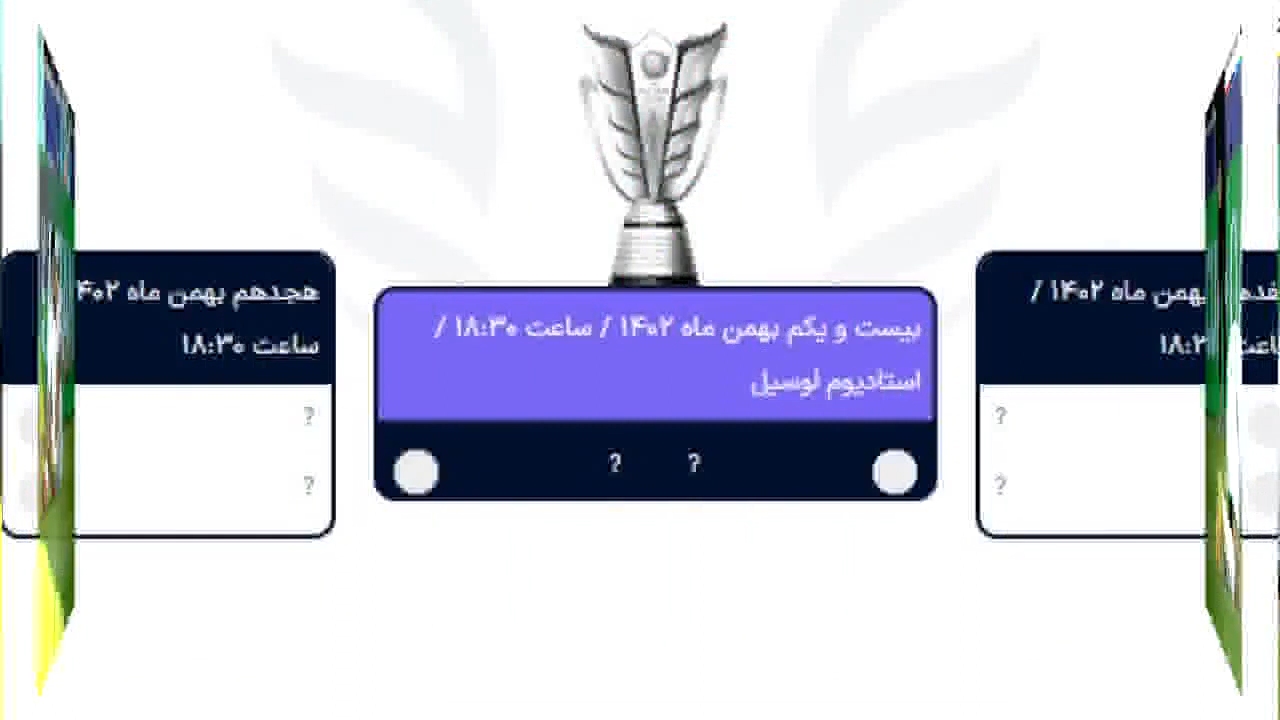 بیست و یکم بهمن ماه ۱۴۰۲ / ساعت ۱۸:۳۰ /
استادیوم لوسیل
? ?
بهمن ماه ۱۴۰۲ /
?
?
هجدهم بهمن ماه
ساعت ۱۸:۳۰
?
?